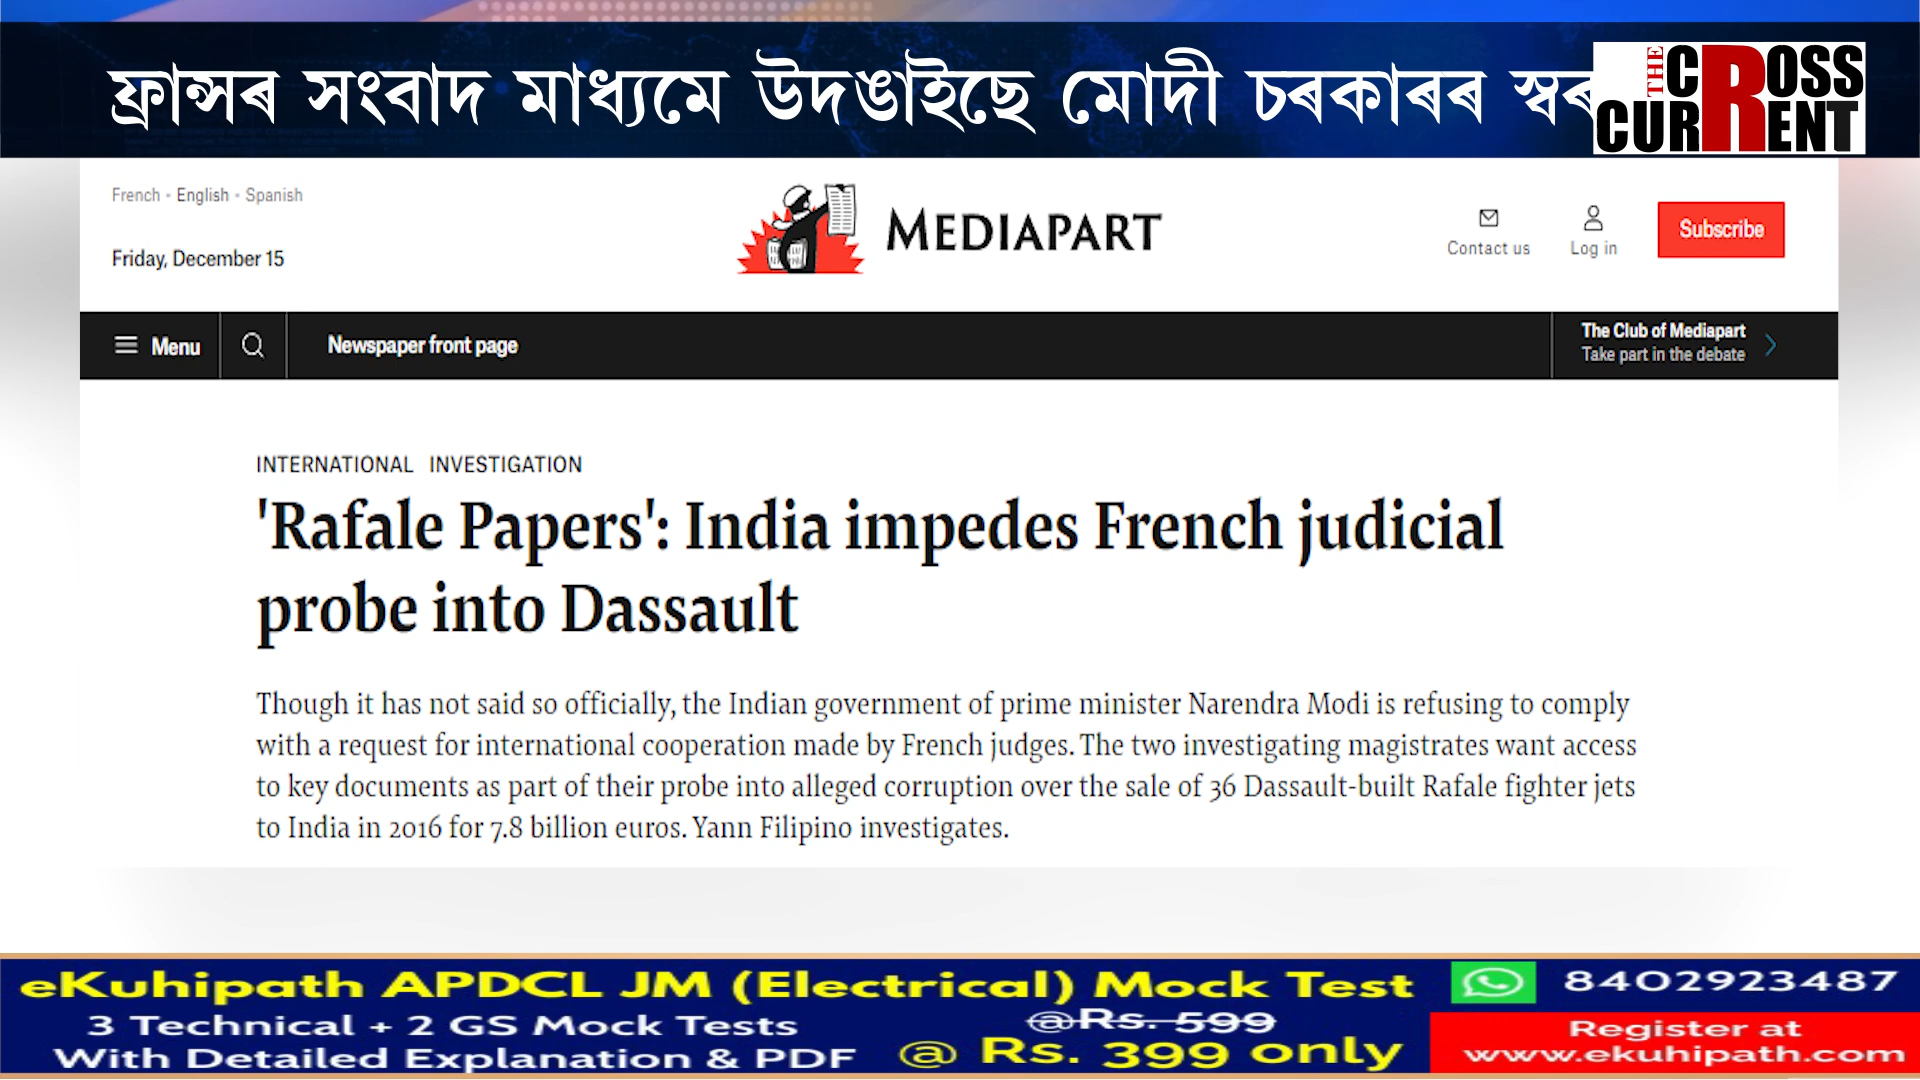 ফ্ৰান্সৰ সংবাদ মাধ্যমে উদঙাইছে মোদী চৰকাৰৰ
THE CROSS
CURRENT
French - English - Spanish
Friday, December 15
MEDIAPART
Contact us
Log in
Subscribe
Menu
Newspaper front page
The Club of Mediapart
Take part in the debate
INTERNATIONAL INVESTIGATION
'Rafale Papers': India impedes French judicial
probe into Dassault
Though it has not said so officially, the Indian government of prime minister Narendra Modi is refusing to comply
with a request for international cooperation made by French judges. The two investigating magistrates want access
to key documents as part of their probe into alleged corruption over the sale of 36 Dassault-built Rafale fighter jets
to India in 2016 for 7.8 billion euros. Yann Filipino investigates.
eKuhipath APDCL JM (Electrical) Mock Test
3 Technical + 2 GS Mock Tests
With Detailed Explanation & PDF
@Rs. 599
@ Rs. 399 only
8402923487
Register at
www.ekuhipath.com